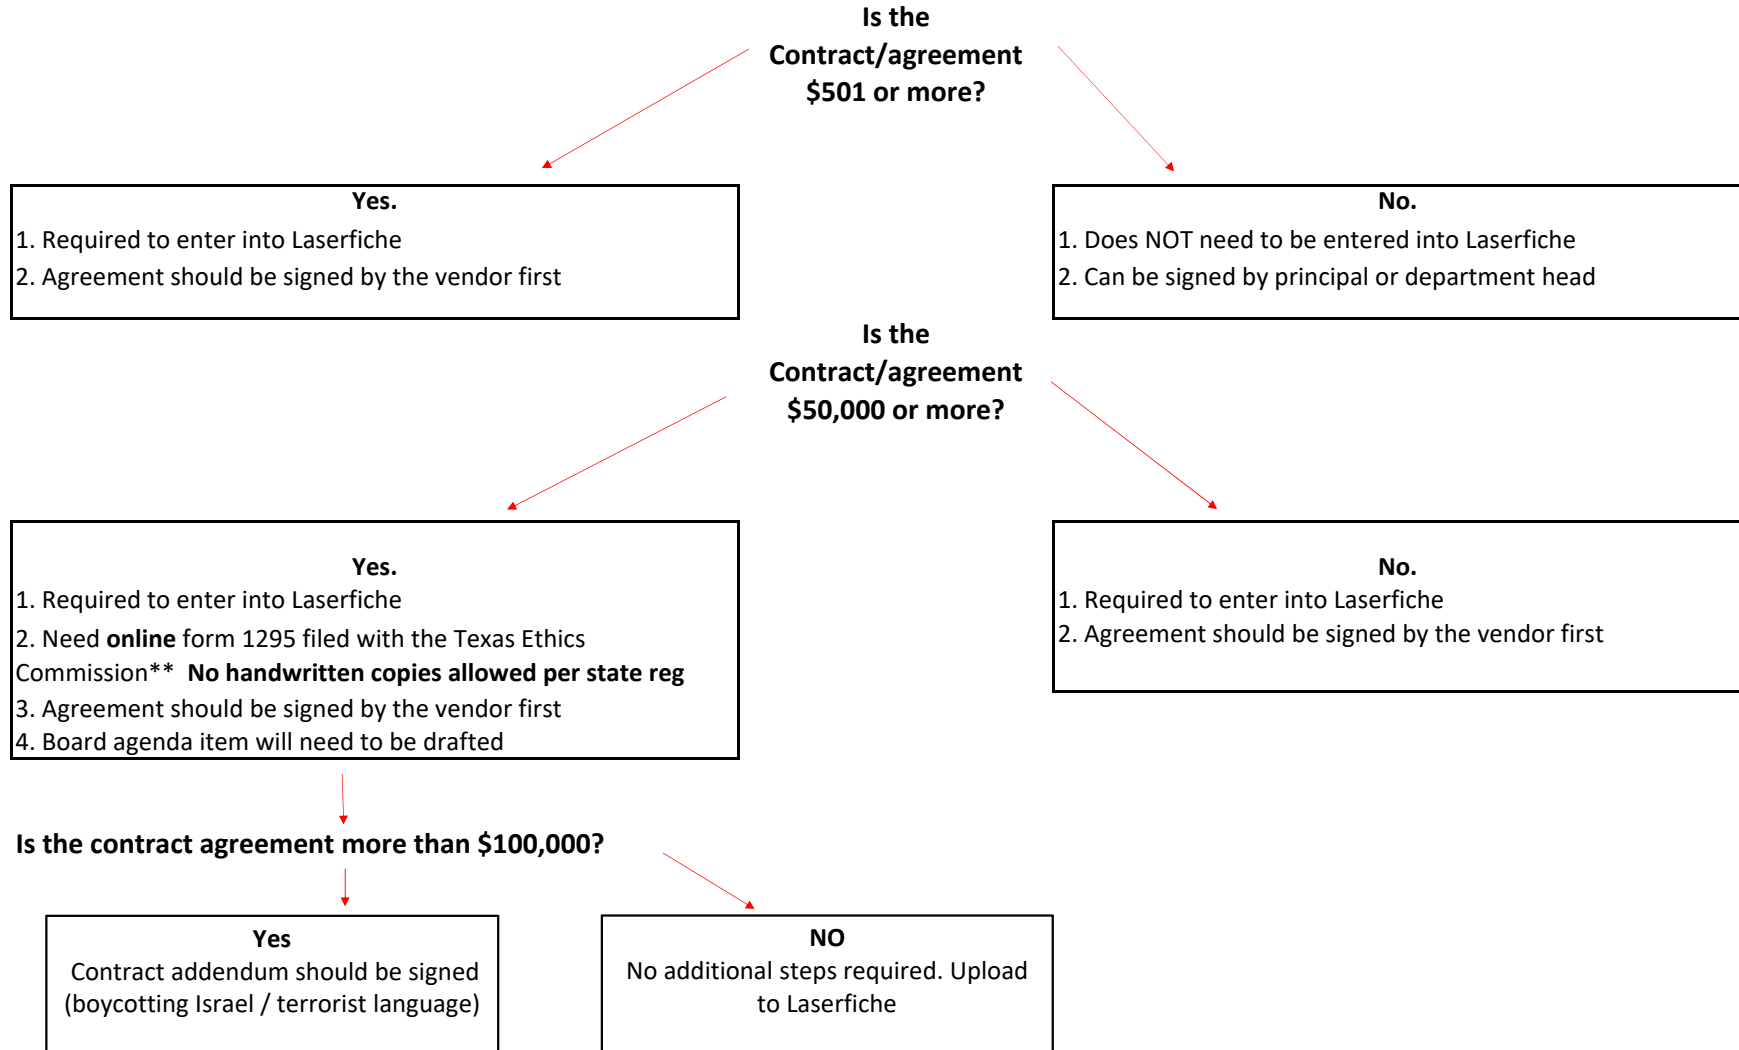 Is the
Contract/agreement
$501 or more?
Yes.
1. Required to enter into Laserfiche
2. Agreement should be signed by the vendor first
No.
1. Does NOT need to be entered into Laserfiche
2. Can be signed by principal or department head
Is the
Contract/agreement
$50,000 or more?
Yes.
1. Required to enter into Laserfiche
2. Need online form 1295 filed with the Texas Ethics
Commission** No handwritten copies allowed per state reg
3. Agreement should be signed by the vendor first
4. Board agenda item will need to be drafted
No.
1. Required to enter into Laserfiche
2. Agreement should be signed by the vendor first
Is the contract agreement more than $100,000?
Yes
Contract addendum should be signed
(boycotting Israel / terrorist language)
NO
No additional steps required. Upload
to Laserfiche